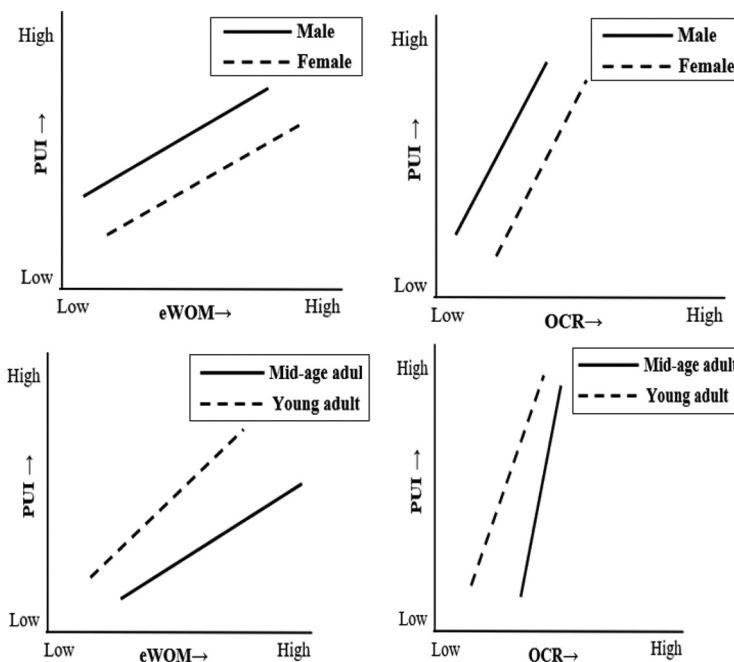 High
Male
Female
PUI →
Low
Low
eWOM→
High
High
Male
Female
PUI →
Low
Low
OCR→
High
High
Mid-age adul
Young adult
PUI →
Low
Low
eWOM→
High
High
Mid-age adult
Young adult
PUI →
Low
Low
OCR→
High